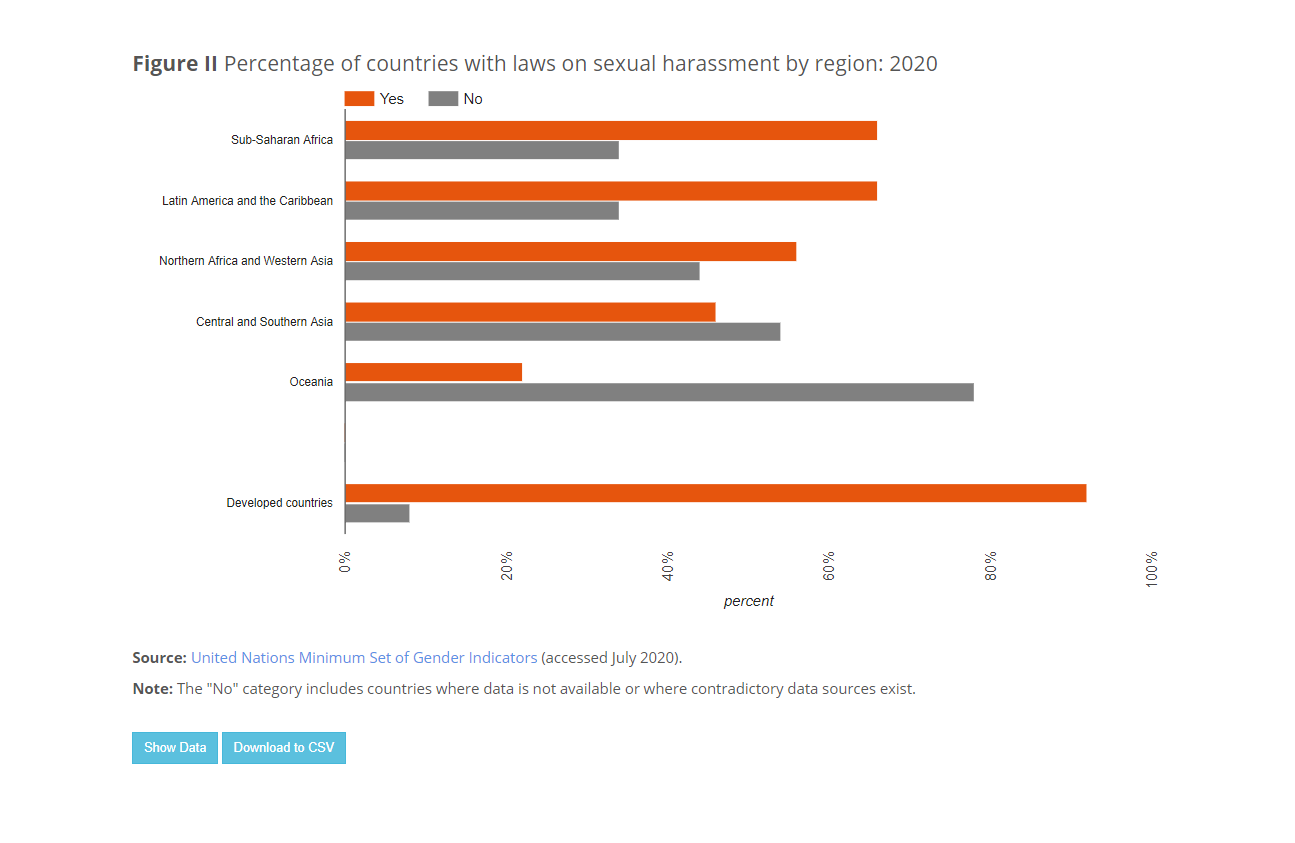 Figure II Percentage of countries with laws on sexual harassment by region: 2020
Yes No
Sub-Saharan Africa
Latin America and the Caribbean
Northern Africa and Western Asia
Central and Southern Asia
Oceania
Developed countries
0% 20% 40% 60% 80% 100%
percent
Source: United Nations Minimum Set of Gender Indicators (accessed July 2020).
Note: The "No" category includes countries where data is not available or where contradictory data sources exist.
Show Data Download to CSV